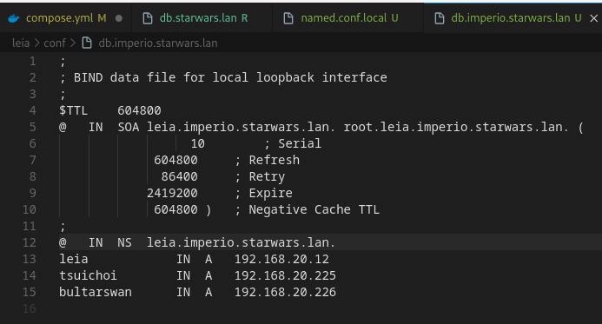 compose.yml M
db.starwars.lan R
named.conf.local U
db.imperio.starwars.lan U
leia > conf > db.imperio.starwars.lan
1 ;
2 ; BIND data file for local loopback interface
3 ;
4 $TTL 604800
5 @ IN SOA leia.imperio.starwars.lan. root.leia.imperio.starwars.lan. (
6 10 ; Serial
7 604800 ; Refresh
8 86400 ; Retry
9 2419200 ; Expire
10 604800 ) ; Negative Cache TTL
11 ;
12 @ IN NS leia.imperio.starwars.lan.
13 leia IN A 192.168.20.12
14 tsuichoi IN A 192.168.20.225
15 bultarswan IN A 192.168.20.226
16